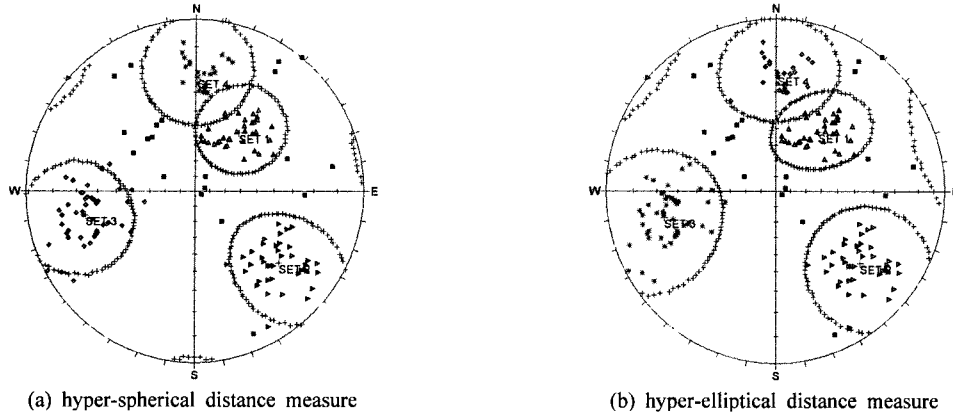 N N
SET 4 SET 4
SET 1 SET 1
W E W E
SET 3 SET 3
SET 2 SET 2
S S
(a) hyper-spherical distance measure (b) hyper-elliptical distance measure